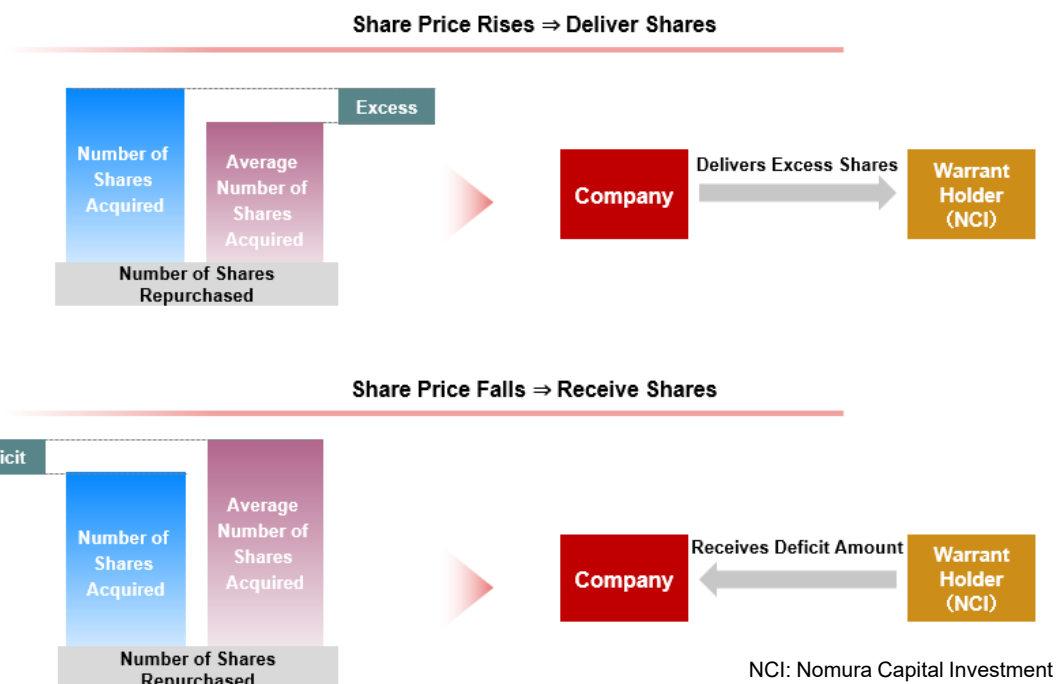 Share Price Rises ⇒ Deliver Shares
Excess
Number of
Shares
Acquired
Average
Number of
Shares
Acquired
Number of Shares
Repurchased
Company
Delivers Excess Shares
Warrant
Holder
(NCI)
Share Price Falls ⇒ Receive Shares
icit
Number of
Shares
Acquired
Average
Number of
Shares
Acquired
Number of Shares
Repurchased
Company
Receives Deficit Amount
Warrant
Holder
(NCI)
NCI: Nomura Capital Investment